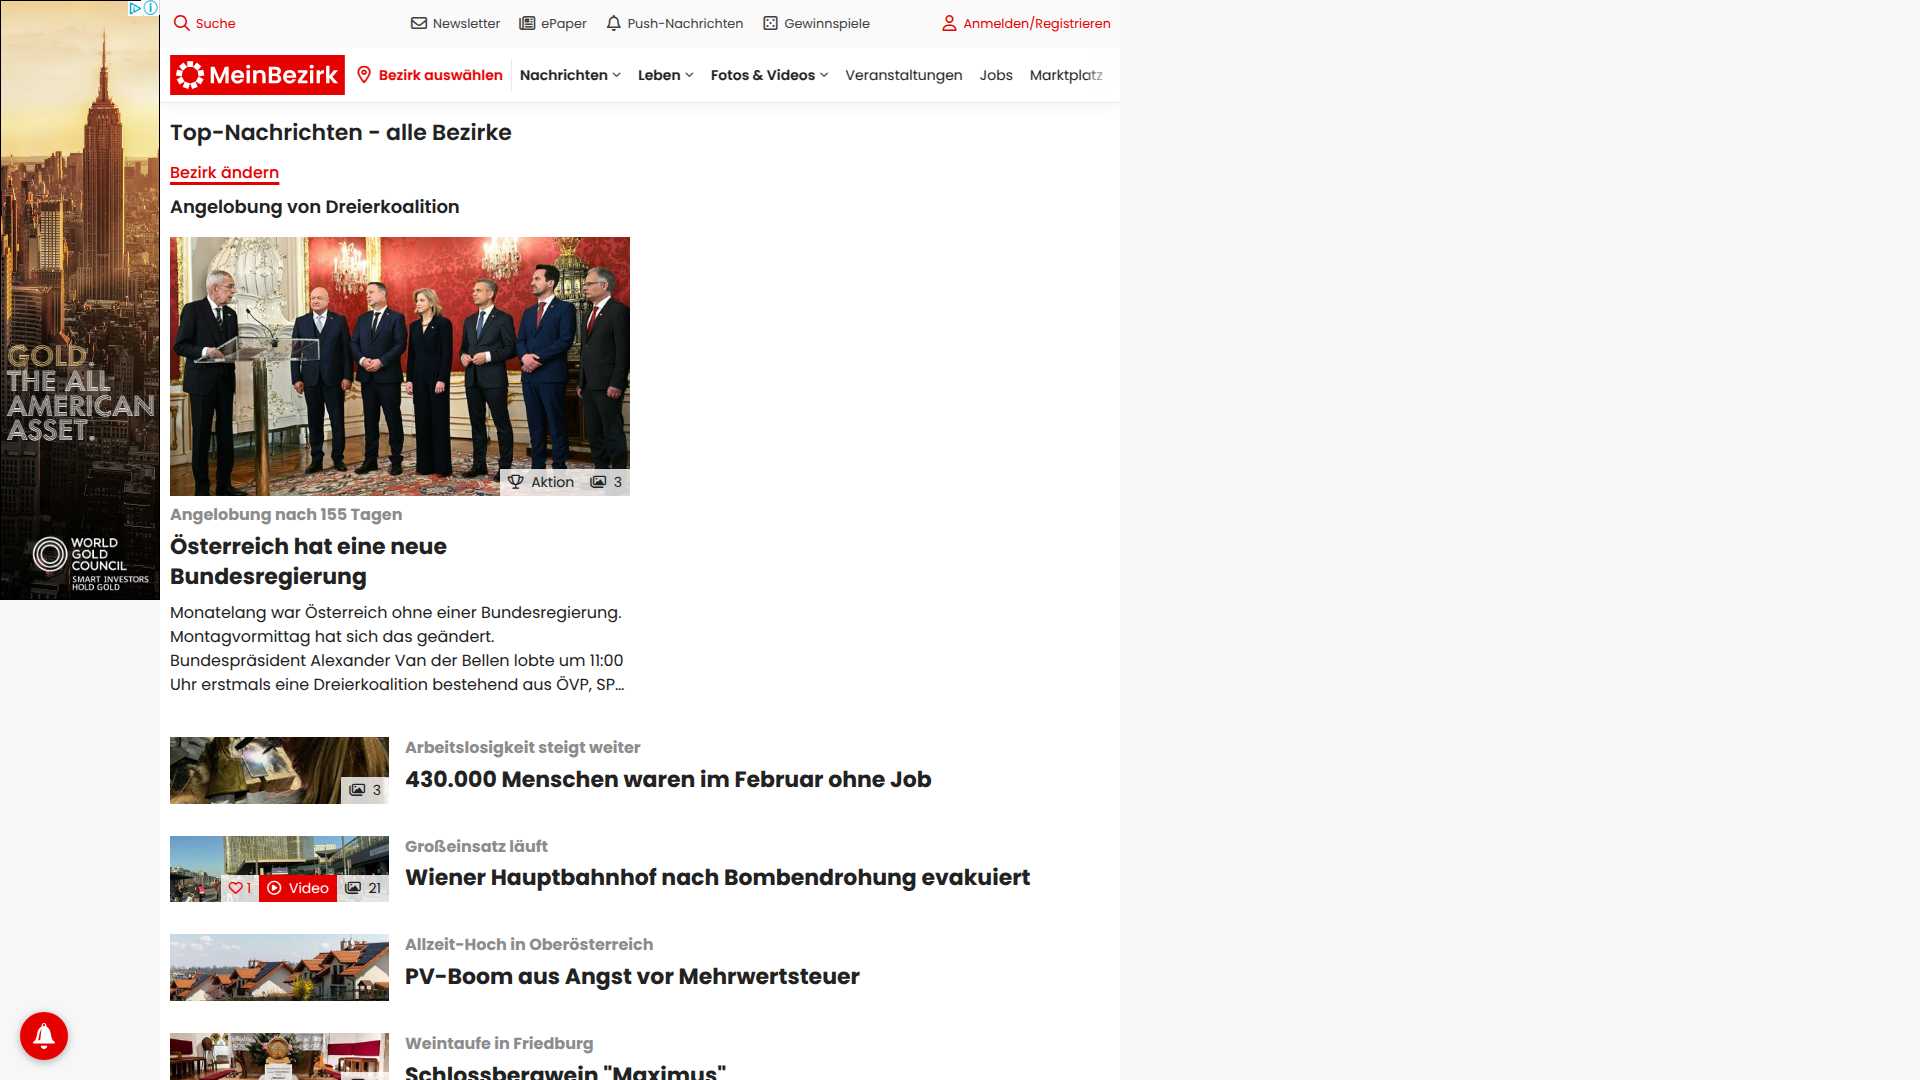 Suche
Newsletter
ePaper
Push-Nachrichten
Gewinnspiele
Anmelden/Registrieren
MeinBezirk
Bezirk auswählen
Nachrichten
Leben
Fotos & Videos
Veranstaltungen
Jobs
Marktplatz
GOLD.
THE ALL
AMERICAN
ASSET.
WORLD
GOLD
COUNCIL
SMART INVESTORS
HOLD GOLD
Top-Nachrichten - alle Bezirke
Bezirk ändern
Angelobung von Dreierkoalition
Aktion 3
Angelobung nach 155 Tagen
Österreich hat eine neue
Bundesregierung
Monatelang war Österreich ohne einer Bundesregierung.
Montagvormittag hat sich das geändert.
Bundespräsident Alexander Van der Bellen lobte um 11:00
Uhr erstmals eine Dreierkoalition bestehend aus ÖVP, SP...
3
Arbeitslosigkeit steigt weiter
430.000 Menschen waren im Februar ohne Job
1 Video 21
Großeinsatz läuft
Wiener Hauptbahnhof nach Bombendrohung evakuiert
Allzeit-Hoch in Oberösterreich
PV-Boom aus Angst vor Mehrwertsteuer
Weintaufe in Friedburg
Schlossbergwein "Maximus"